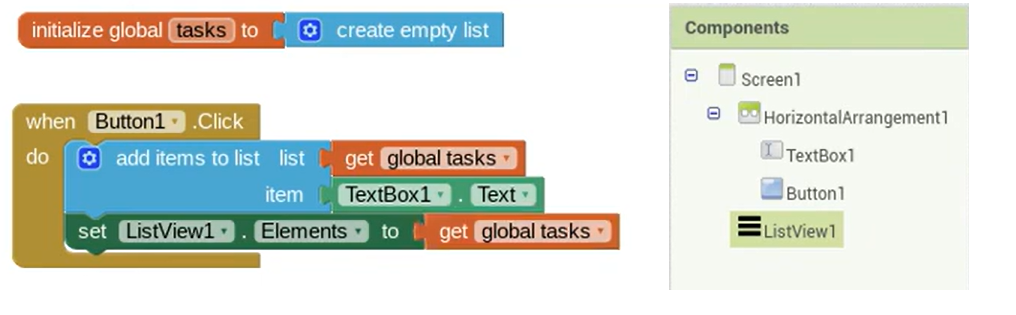 initialize global tasks to create empty list
when Button1 .Click
do add items to list list get global tasks
item TextBox1 . Text
set ListView1 . Elements to get global tasks
Components
Screen1
HorizontalArrangement1
TextBox1
Button1
ListView1